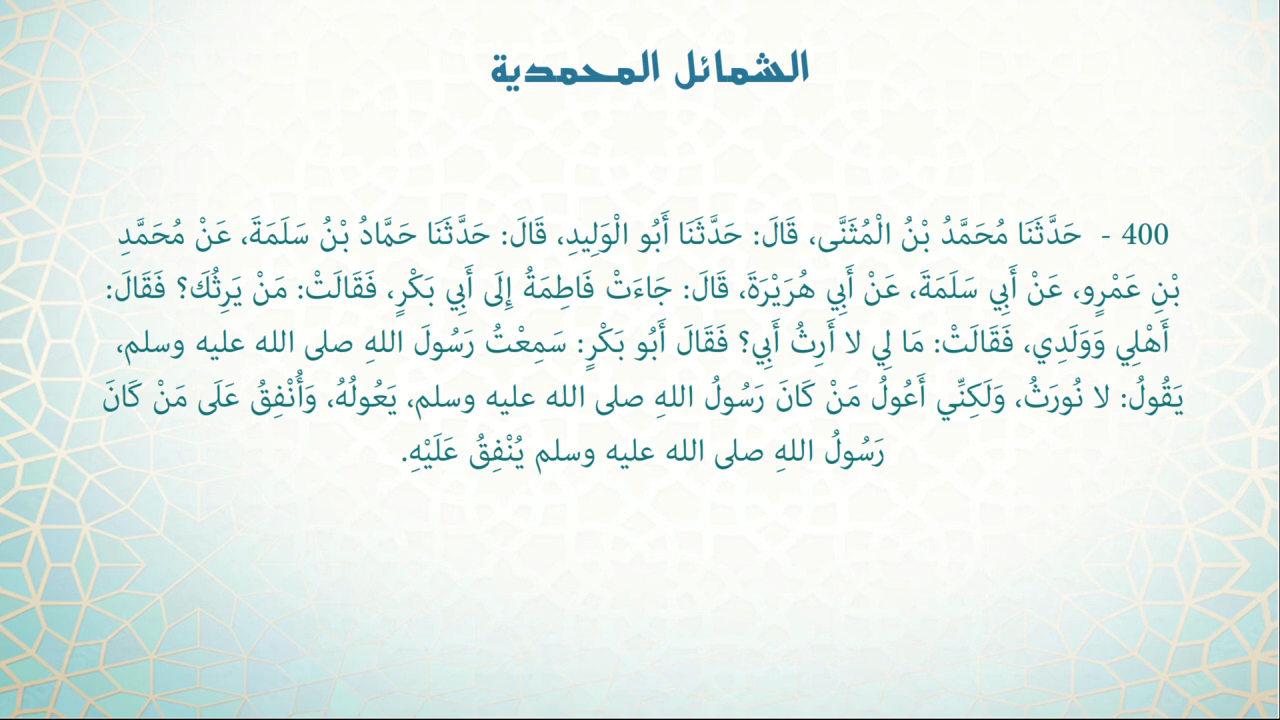 الشمائل المحمدية
400 - حَدَّثَنَا مُحَمَّدُ بْنُ الْمُثَنَّى، قَالَ: حَدَّثَنَا أَبُو الْوَلِيدِ، قَالَ: حَدَّثَنَا حَمَّادُ بْنُ سَلَمَةَ، عَنْ مُحَمَّدِ
بْنِ عَمْرٍو، عَنْ أَبِي سَلَمَةَ، عَنْ أَبِي هُرَيْرَةَ، قَالَ: جَاءَتْ فَاطِمَةُ إِلَى أَبِي بَكْرٍ، فَقَالَتْ: مَنْ يَرِثُكَ؟ فَقَالَ:
أَهْلِي وَوَلَدِي، فَقَالَتْ: مَا لِي لا أَرِثُ أَبِي؟ فَقَالَ أَبُو بَكْرٍ: سَمِعْتُ رَسُولَ اللهِ صلى الله عليه وسلم،
يَقُولُ: لا نُورَثُ، وَلَكِنِّي أَعُولُ مَنْ كَانَ رَسُولُ اللهِ صلى الله عليه وسلم، يَعُولُهُ، وَأُنْفِقُ عَلَى مَنْ كَانَ
رَسُولُ اللهِ صلى الله عليه وسلم يُنْفِقُ عَلَيْهِ.